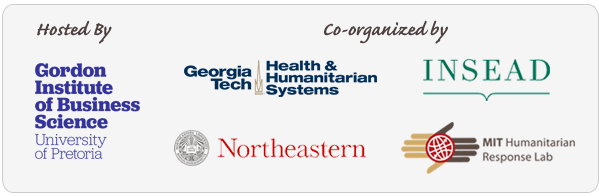 Hosted By
Co-organized by
Gordon
Institute
of Business
Science
University
of Pretoria
Georgia
Tech
Health &
Humanitarian
Systems
INSEAD
Northeastern
MIT Humanitarian
Response Lab